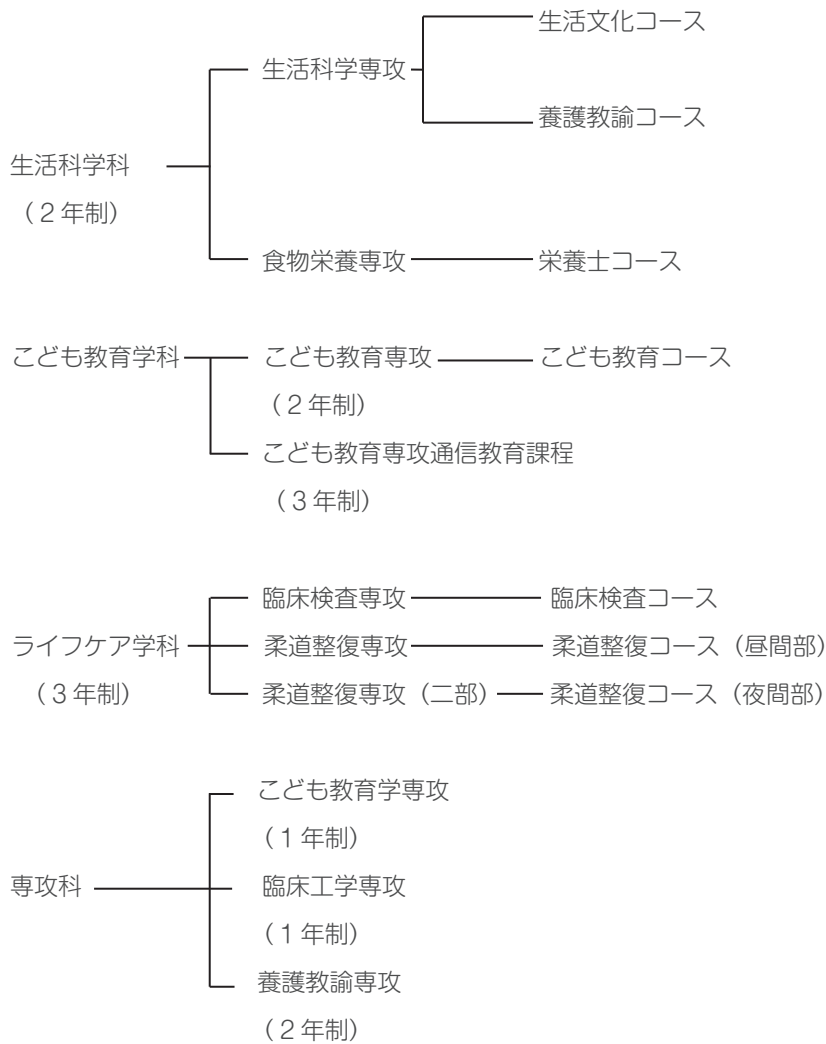 生活文化コース
生活科学専攻
養護教諭コース
生活科学科
（２年制）
食物栄養専攻 栄養士コース
こども教育学科 こども教育専攻 こども教育コース
（２年制）
こども教育専攻通信教育課程
（３年制）
臨床検査専攻 臨床検査コース
ライフケア学科 柔道整復専攻 柔道整復コース（昼間部）
（３年制） 柔道整復専攻（二部） 柔道整復コース（夜間部）
こども教育学専攻
（１年制）
専攻科 臨床工学専攻
（１年制）
養護教諭専攻
（２年制）